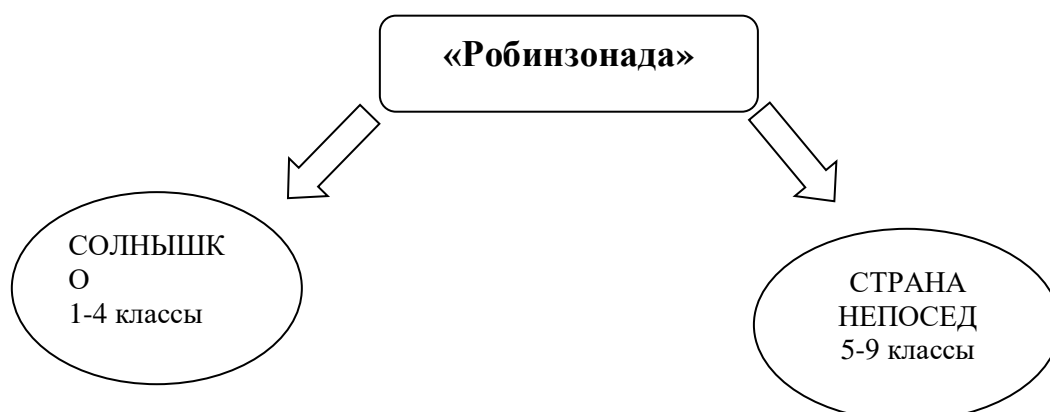 «Робинзонада»
СОЛНЫШК
О
1-4 классы
СТРАНА
НЕПОСЕД
5-9 классы